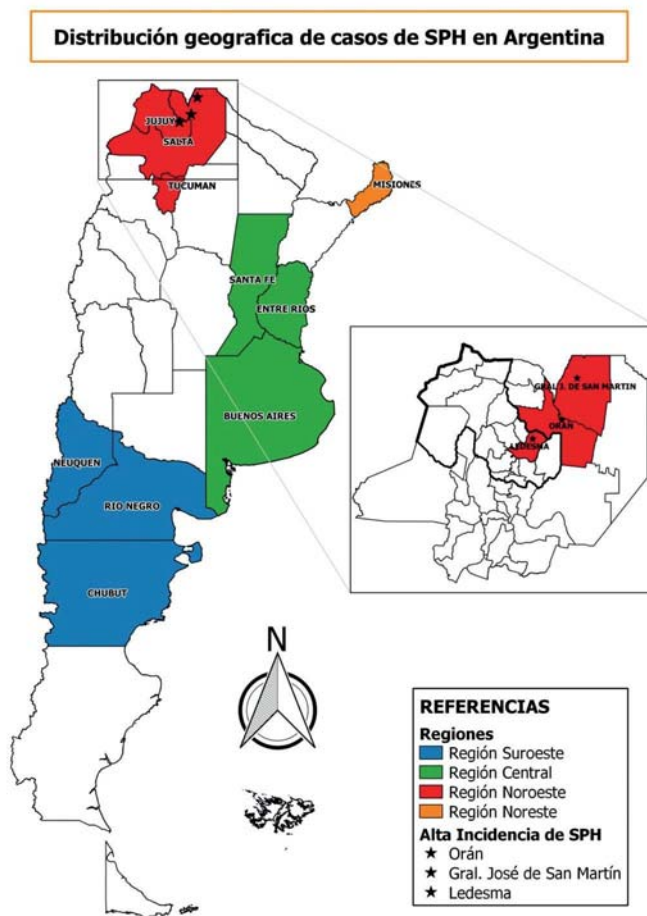 Distribución geografica de casos de SPH en Argentina
JUJUY
SALTA
TUCUMAN
MISIONES
SANTA FE
ENTRE RIOS
BUENOS AIRES
NEUQUEN
RIO NEGRO
CHUBUT
GRAL. J. DE SAN MARTIN
ORAN
LEDESMA
N
REFERENCIAS
Regiones
Región Suroeste
Región Central
Región Noroeste
Región Noreste
Alta Incidencia de SPH
Orán
Gral. José de San Martín
Ledesma